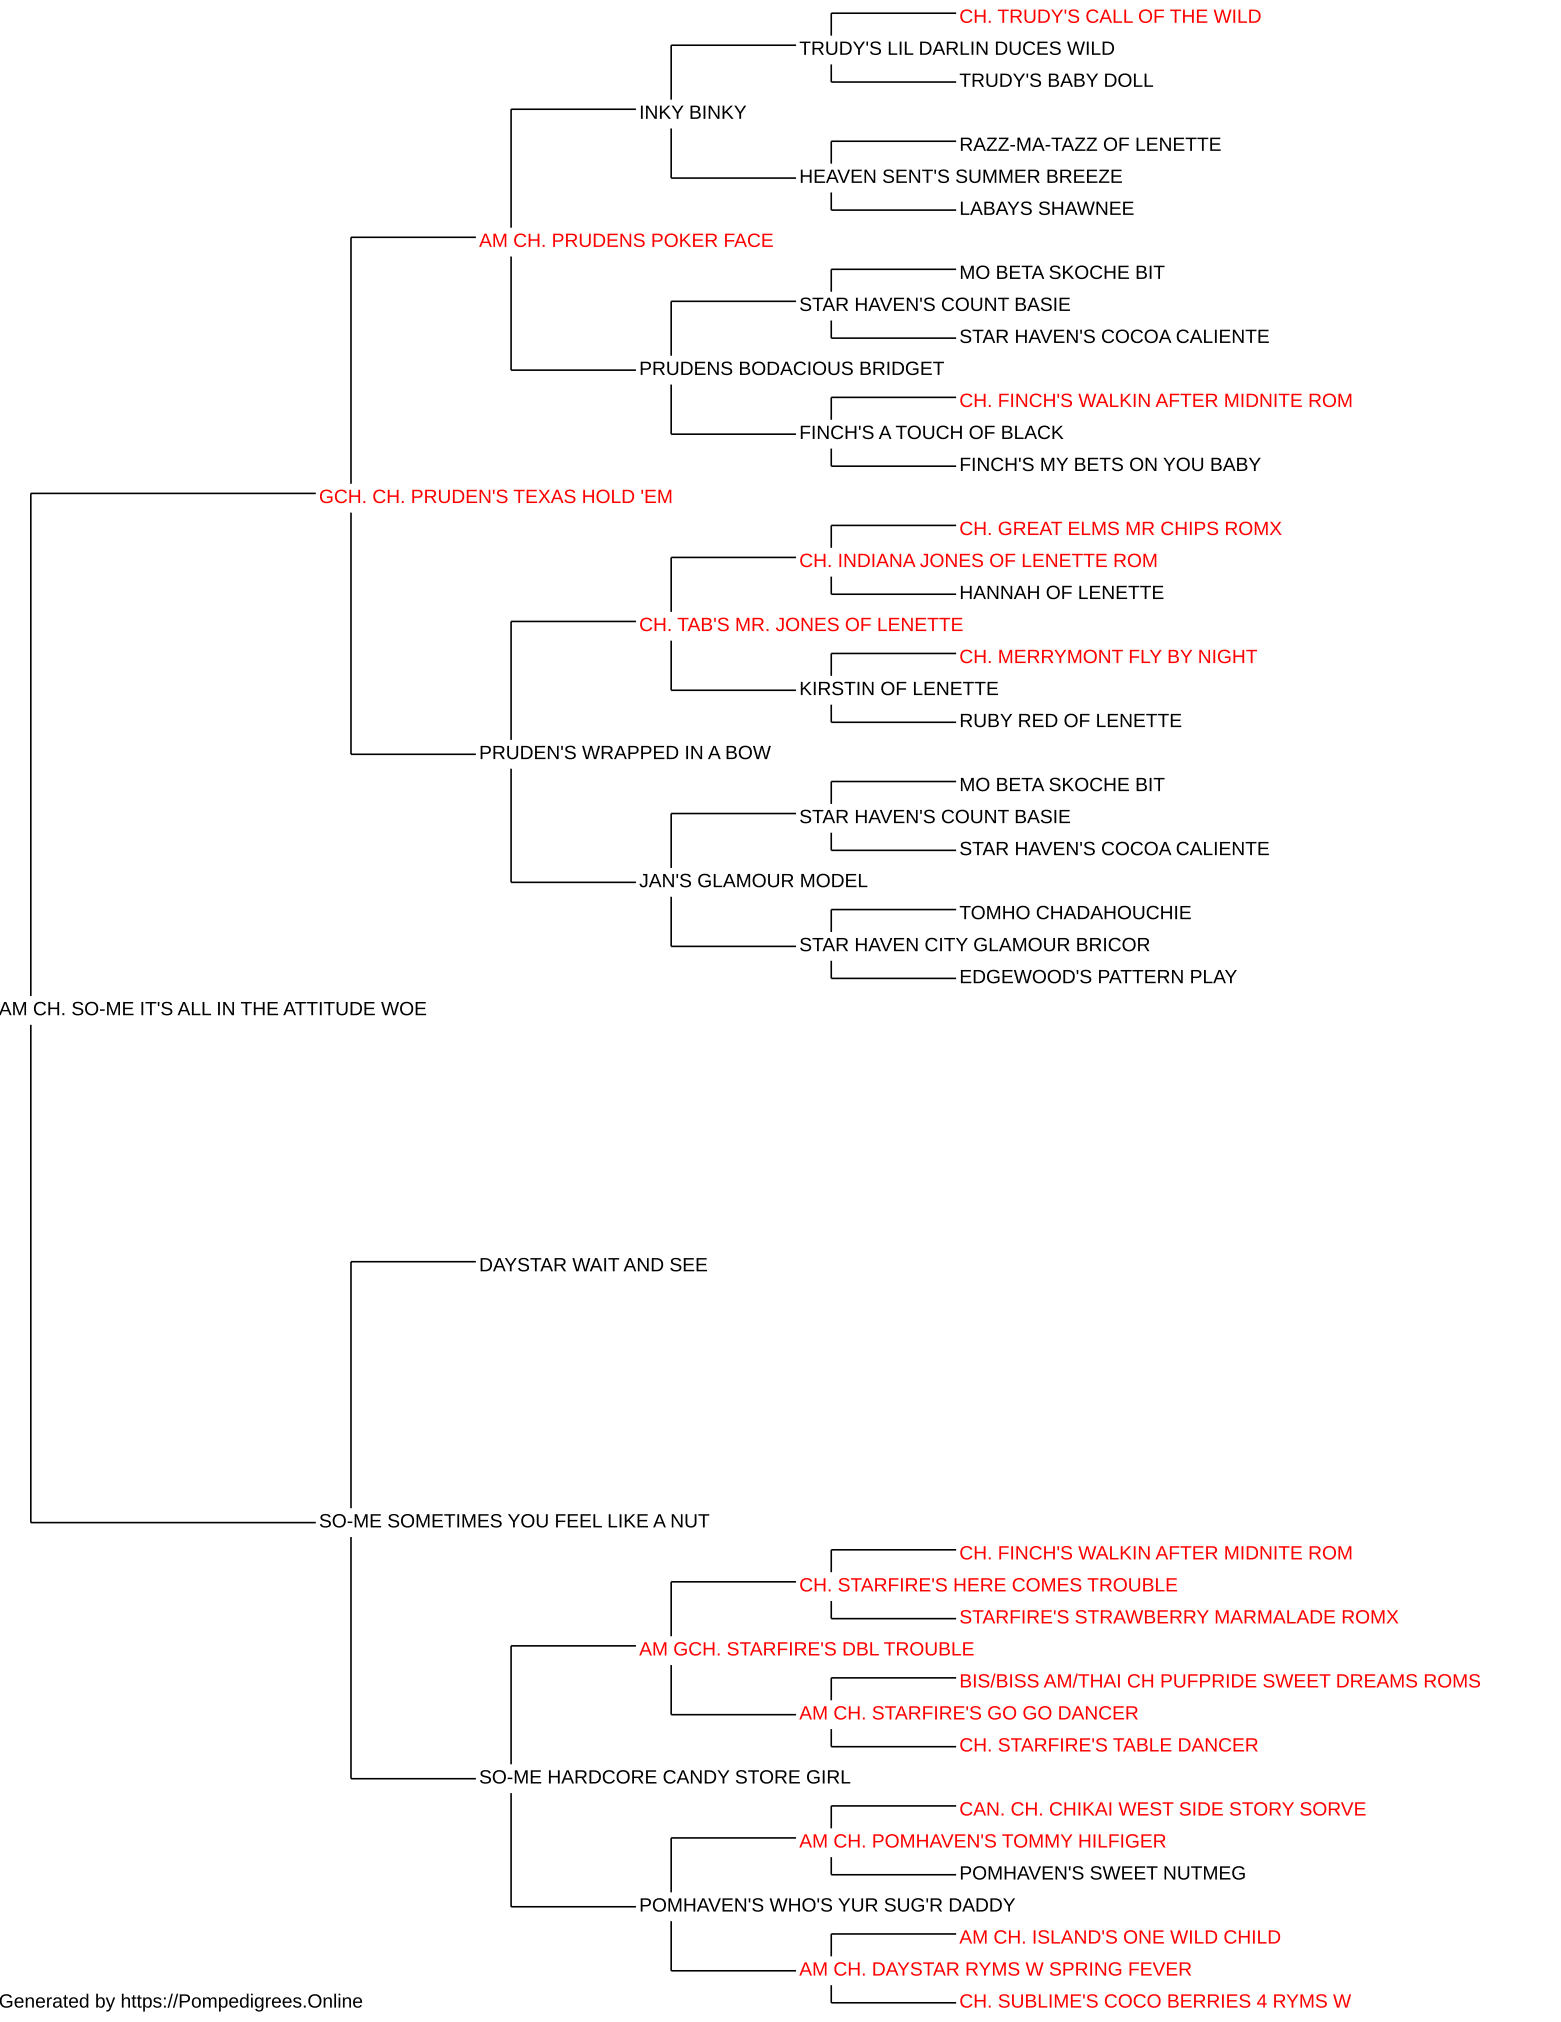 CH. TRUDY'S CALL OF THE WILD
TRUDY'S LIL DARLIN DUCES WILD
TRUDY'S BABY DOLL
INKY BINKY
RAZZ-MA-TAZZ OF LENETTE
HEAVEN SENT'S SUMMER BREEZE
LABAYS SHAWNEE
AM CH. PRUDENS POKER FACE
MO BETA SKOCHE BIT
STAR HAVEN'S COUNT BASIE
STAR HAVEN'S COCOA CALIENTE
PRUDENS BODACIOUS BRIDGET
CH. FINCH'S WALKIN AFTER MIDNITE ROM
FINCH'S A TOUCH OF BLACK
FINCH'S MY BETS ON YOU BABY
GCH. CH. PRUDEN'S TEXAS HOLD 'EM
CH. GREAT ELMS MR CHIPS ROMX
CH. INDIANA JONES OF LENETTE ROM
HANNAH OF LENETTE
CH. TAB'S MR. JONES OF LENETTE
CH. MERRYMONT FLY BY NIGHT
KIRSTIN OF LENETTE
RUBY RED OF LENETTE
PRUDEN'S WRAPPED IN A BOW
MO BETA SKOCHE BIT
STAR HAVEN'S COUNT BASIE
STAR HAVEN'S COCOA CALIENTE
JAN'S GLAMOUR MODEL
TOMHO CHADAHOUCHIE
STAR HAVEN CITY GLAMOUR BRICOR
EDGEWOOD'S PATTERN PLAY
AM CH. SO-ME IT'S ALL IN THE ATTITUDE WOE
DAYSTAR WAIT AND SEE
SO-ME SOMETIMES YOU FEEL LIKE A NUT
CH. FINCH'S WALKIN AFTER MIDNITE ROM
CH. STARFIRE'S HERE COMES TROUBLE
STARFIRE'S STRAWBERRY MARMALADE ROMX
AM GCH. STARFIRE'S DBL TROUBLE
BIS/BISS AM/THAI CH PUFPRIDE SWEET DREAMS ROMS
AM CH. STARFIRE'S GO GO DANCER
CH. STARFIRE'S TABLE DANCER
SO-ME HARDCORE CANDY STORE GIRL
CAN. CH. CHIKAI WEST SIDE STORY SORVE
AM CH. POMHAVEN'S TOMMY HILFIGER
POMHAVEN'S SWEET NUTMEG
POMHAVEN'S WHO'S YUR SUG'R DADDY
AM CH. ISLAND'S ONE WILD CHILD
AM CH. DAYSTAR RYMS W SPRING FEVER
CH. SUBLIME'S COCO BERRIES 4 RYMS W
Generated by https://Pompedigrees.Online